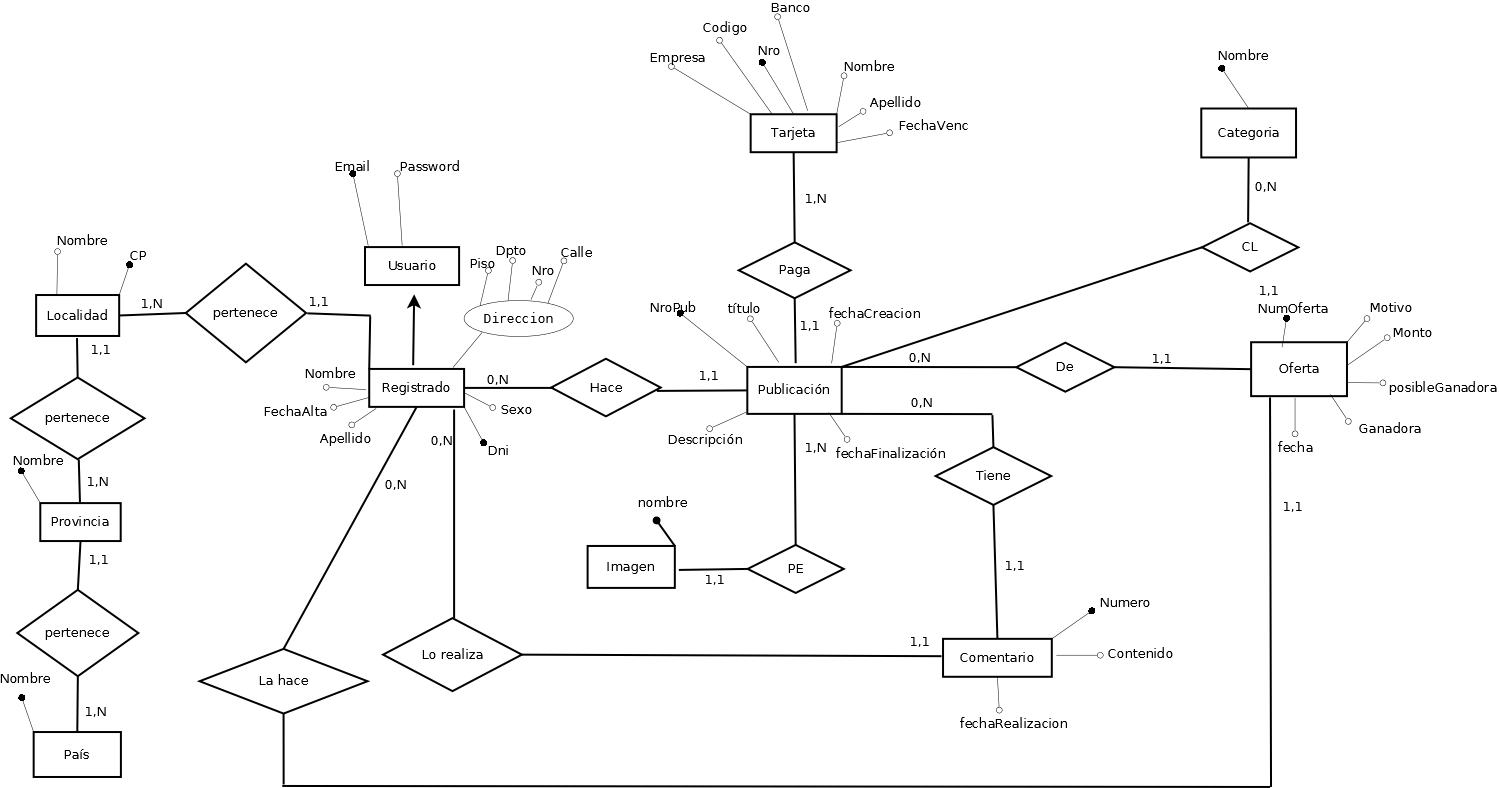 Banco
Codigo
Nro
Empresa
Nombre
Apellido
FechaVenc
Tarjeta
Nombre
Categoria
0,N
CL
1,1
1,N
Paga
1,1
Email
Password
Usuario
Piso
Dpto
Nro
Calle
Direccion
Nombre
CP
Localidad
1,N
pertenece
1,1
1,1
pertenece
Nombre
1,N
Provincia
1,1
pertenece
Nombre
1,N
País
Nombre
FechaAlta
Apellido
Registrado
Sexo
Dni
0,N
Hace
1,1
NroPub
título
fechaCreacion
Publicación
Descripción
fechaFinalización
0,N
De
1,1
NumOferta
Motivo
Monto
Oferta
posibleGanadora
Ganadora
fecha
1,1
0,N
Tiene
1,1
1,N
nombre
Imagen
1,1
PE
0,N
0,N
Lo realiza
1,1
La hace
Numero
Comentario
Contenido
fechaRealizacion